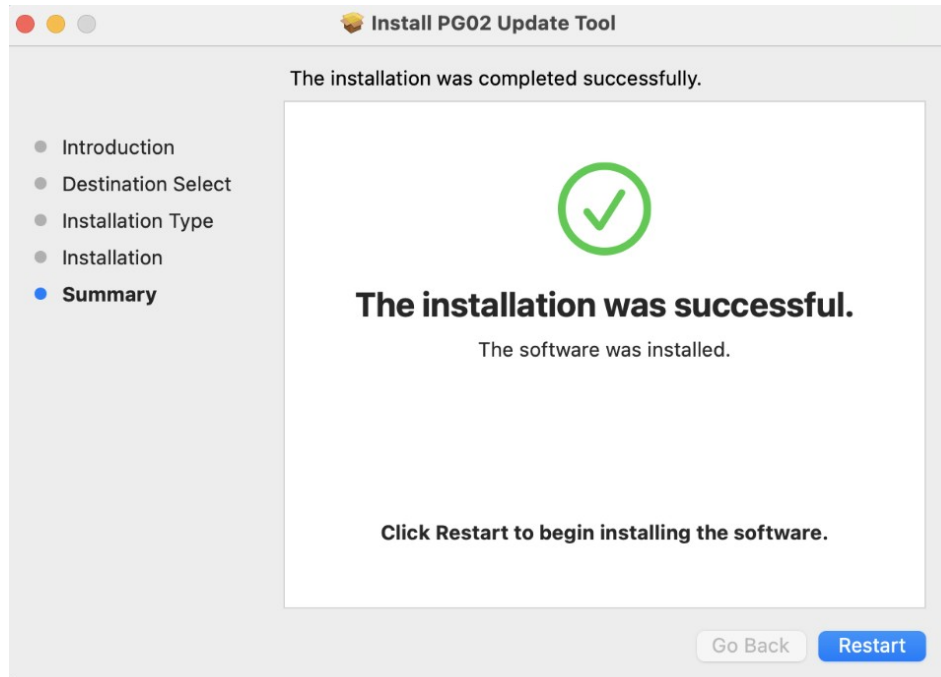 Install PG02 Update Tool
The installation was completed successfully.
Introduction
Destination Select
Installation Type
Installation
Summary
The installation was successful.
The software was installed.
Click Restart to begin installing the software.
Go Back
Restart